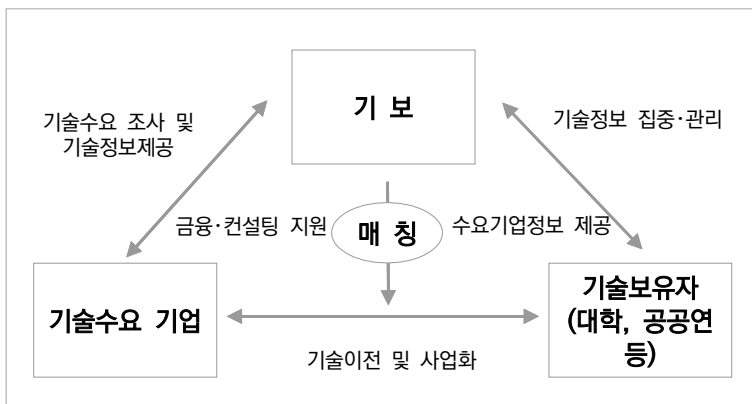 기 보
기술수요 조사 및
기술정보제공
기술정보 집중·관리
금융·컨설팅 지원
매 칭
수요기업정보 제공
기술수요 기업
기술보유자
(대학, 공공연
등)
기술이전 및 사업화